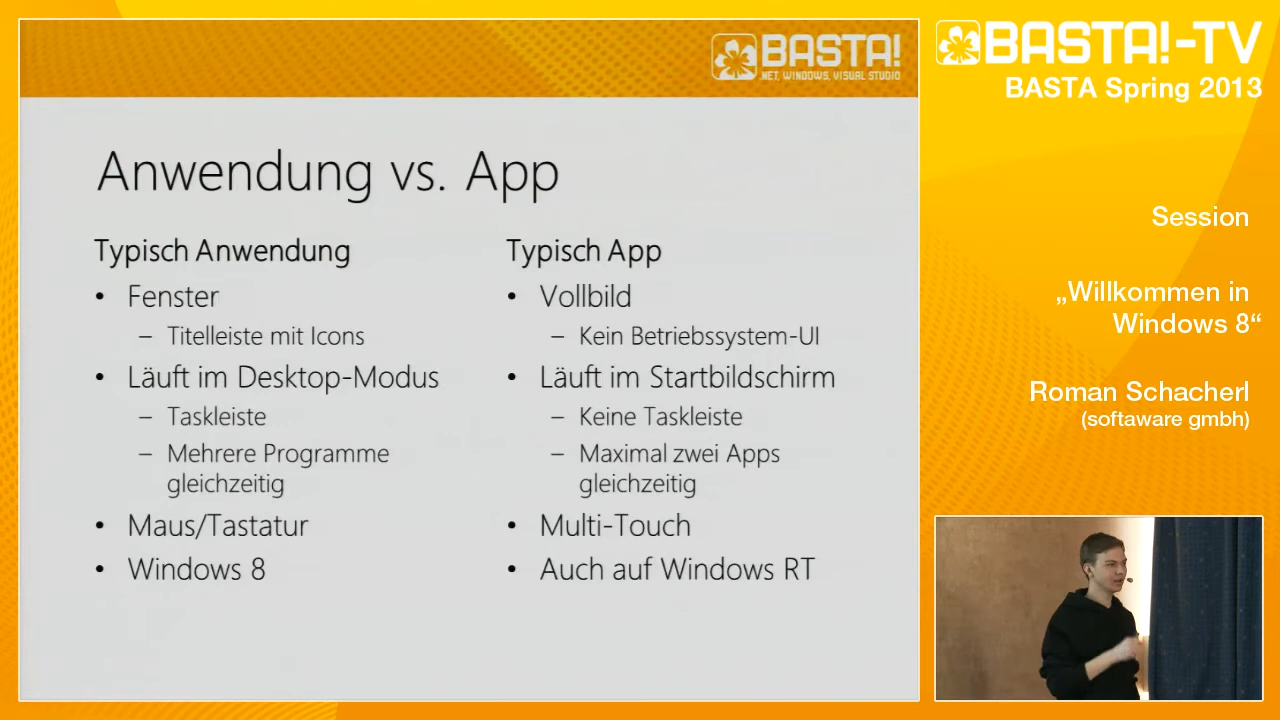 BASTA!
.NET, WINDOWS, VISUAL STUDIO
Anwendung vs. App
Typisch Anwendung
• Fenster
– Titelleiste mit Icons
• Läuft im Desktop-Modus
– Taskleiste
– Mehrere Programme
gleichzeitig
• Maus/Tastatur
• Windows 8
Typisch App
• Vollbild
– Kein Betriebssystem-UI
• Läuft im Startbildschirm
– Keine Taskleiste
– Maximal zwei Apps
gleichzeitig
• Multi-Touch
• Auch auf Windows RT
BASTA!-TV
BASTA Spring 2013
Session
„Willkommen in
Windows 8“
Roman Schacherl
(softaware gmbh)